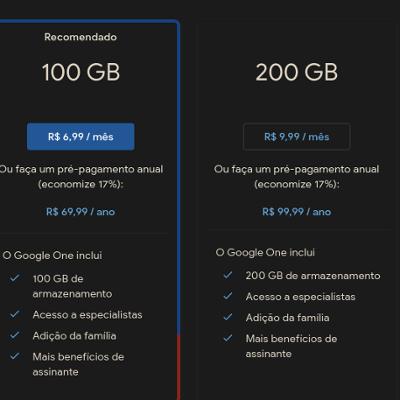 Recomendado
100 GB
R$ 6,99 / mês
Ou faça um pré-pagamento anual
(economize 17%):
R$ 69,99 / ano
O Google One inclui
100 GB de
armazenamento
Acesso a especialistas
Adição da família
Mais benefícios de
assinante
200 GB
R$ 9,99 / mês
Ou faça um pré-pagamento anual
(economize 17%):
R$ 99,99 / ano
O Google One inclui
200 GB de armazenamento
Acesso a especialistas
Adição da família
Mais benefícios de
assinante